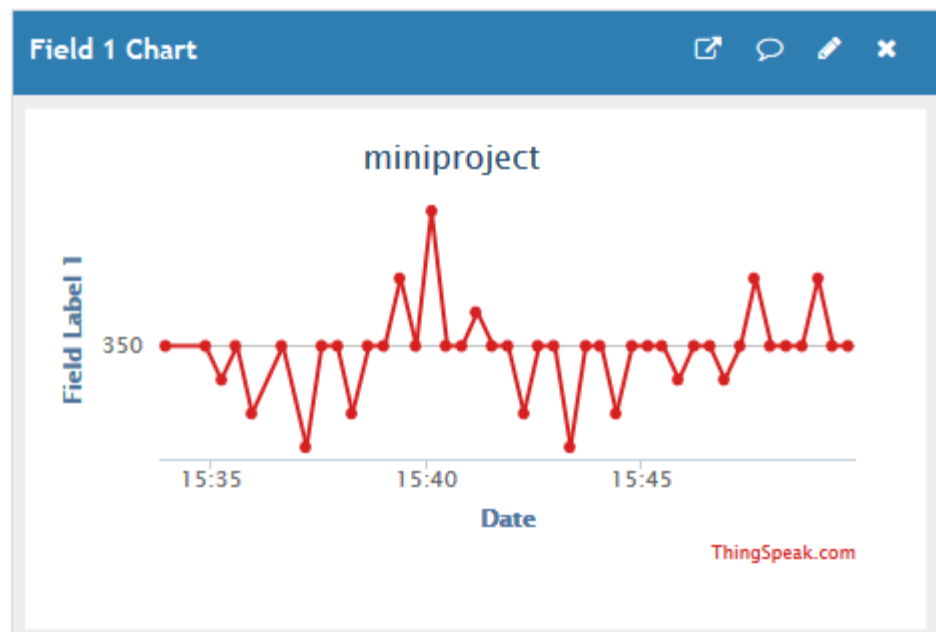 Field 1 Chart
miniproject
Field Label 1
350
15:35 15:40 15:45
Date
ThingSpeak.com